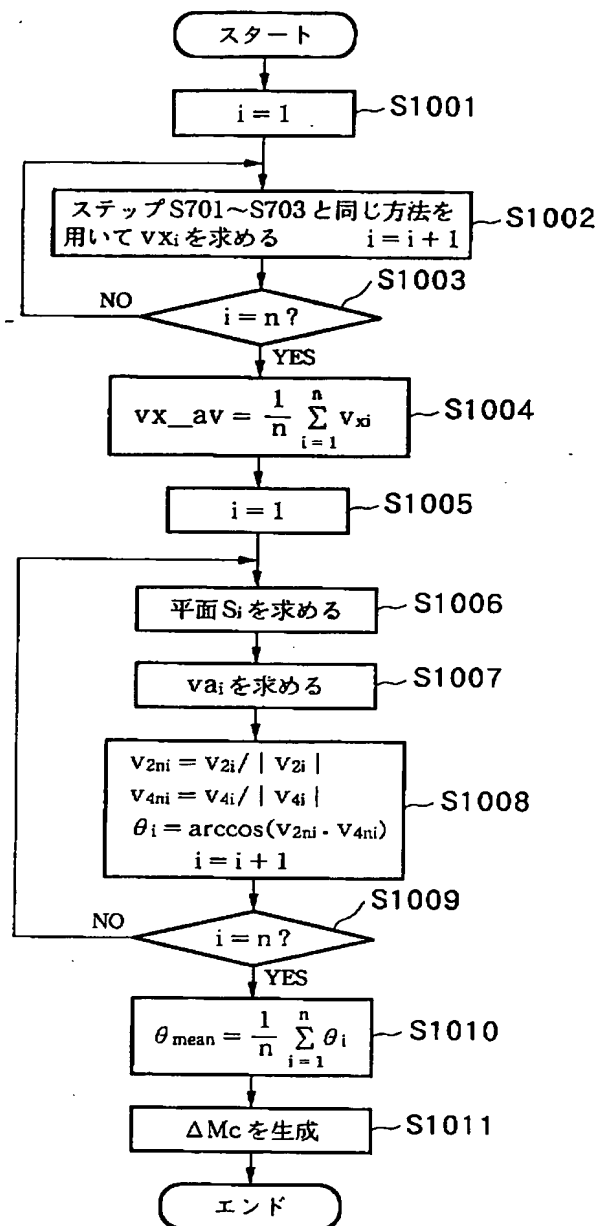 スタート
i = 1
S1001
ステップS701~S703と同じ方法を
用いてvxiを求める i = i + 1
S1002
S1003
NO
i = n ?
YES
vx_av = 1/n n Σ i = 1 vxi
S1004
i = 1
S1005
平面Siを求める
S1006
vaiを求める
S1007
v2ni = v2i / | v2i |
v4ni = v4i / | v4i |
θi = arccos(v2ni · v4ni)
i = i + 1
S1008
S1009
NO
i = n ?
YES
θmean = 1/n n Σ i = 1 θi
S1010
ΔMcを生成
S1011
エンド